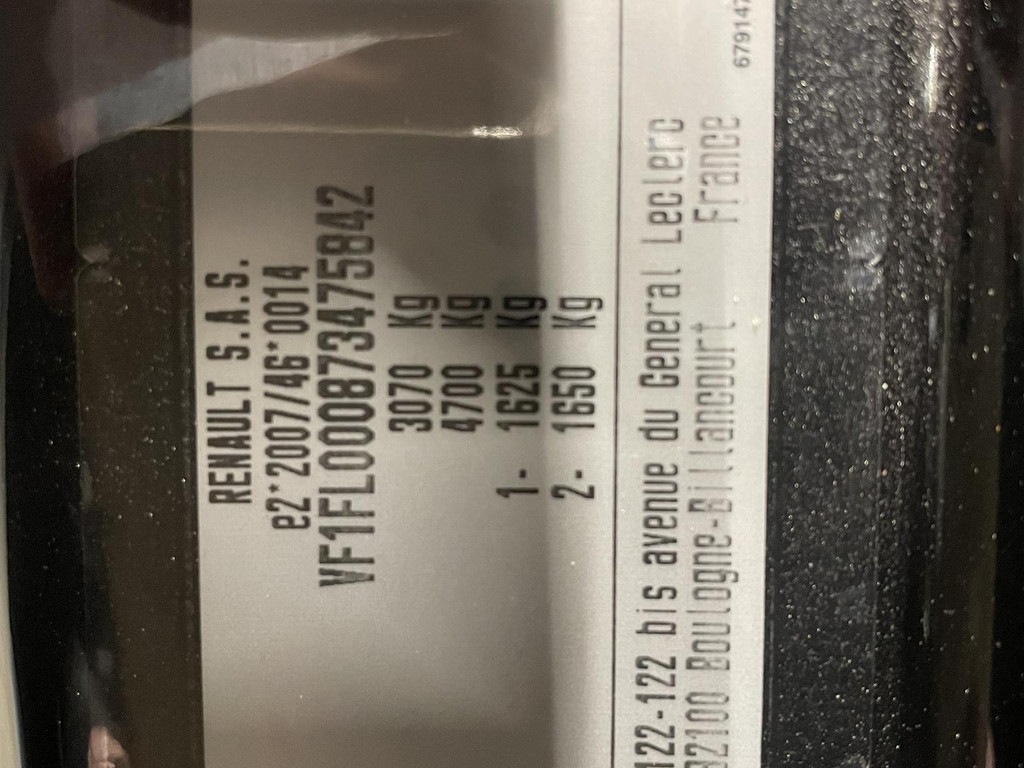 RENAULT S.A.S.
e2*2007/46*0014
VF1FL000873475842
3070 Kg
4700 Kg
1- 1625 Kg
2- 1650 Kg
122-122 bis avenue du General Leclerc
92100 Boulogne-Billancourt France
679147